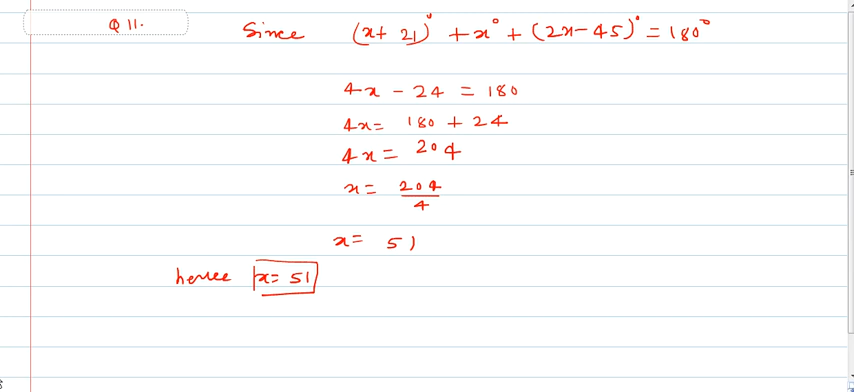 Q 11.
Since (x + 21)° + x° + (2x - 45)° = 180°
4x - 24 = 180
4x = 180 + 24
4x = 204
x = 204/4
x = 51
hence x = 51